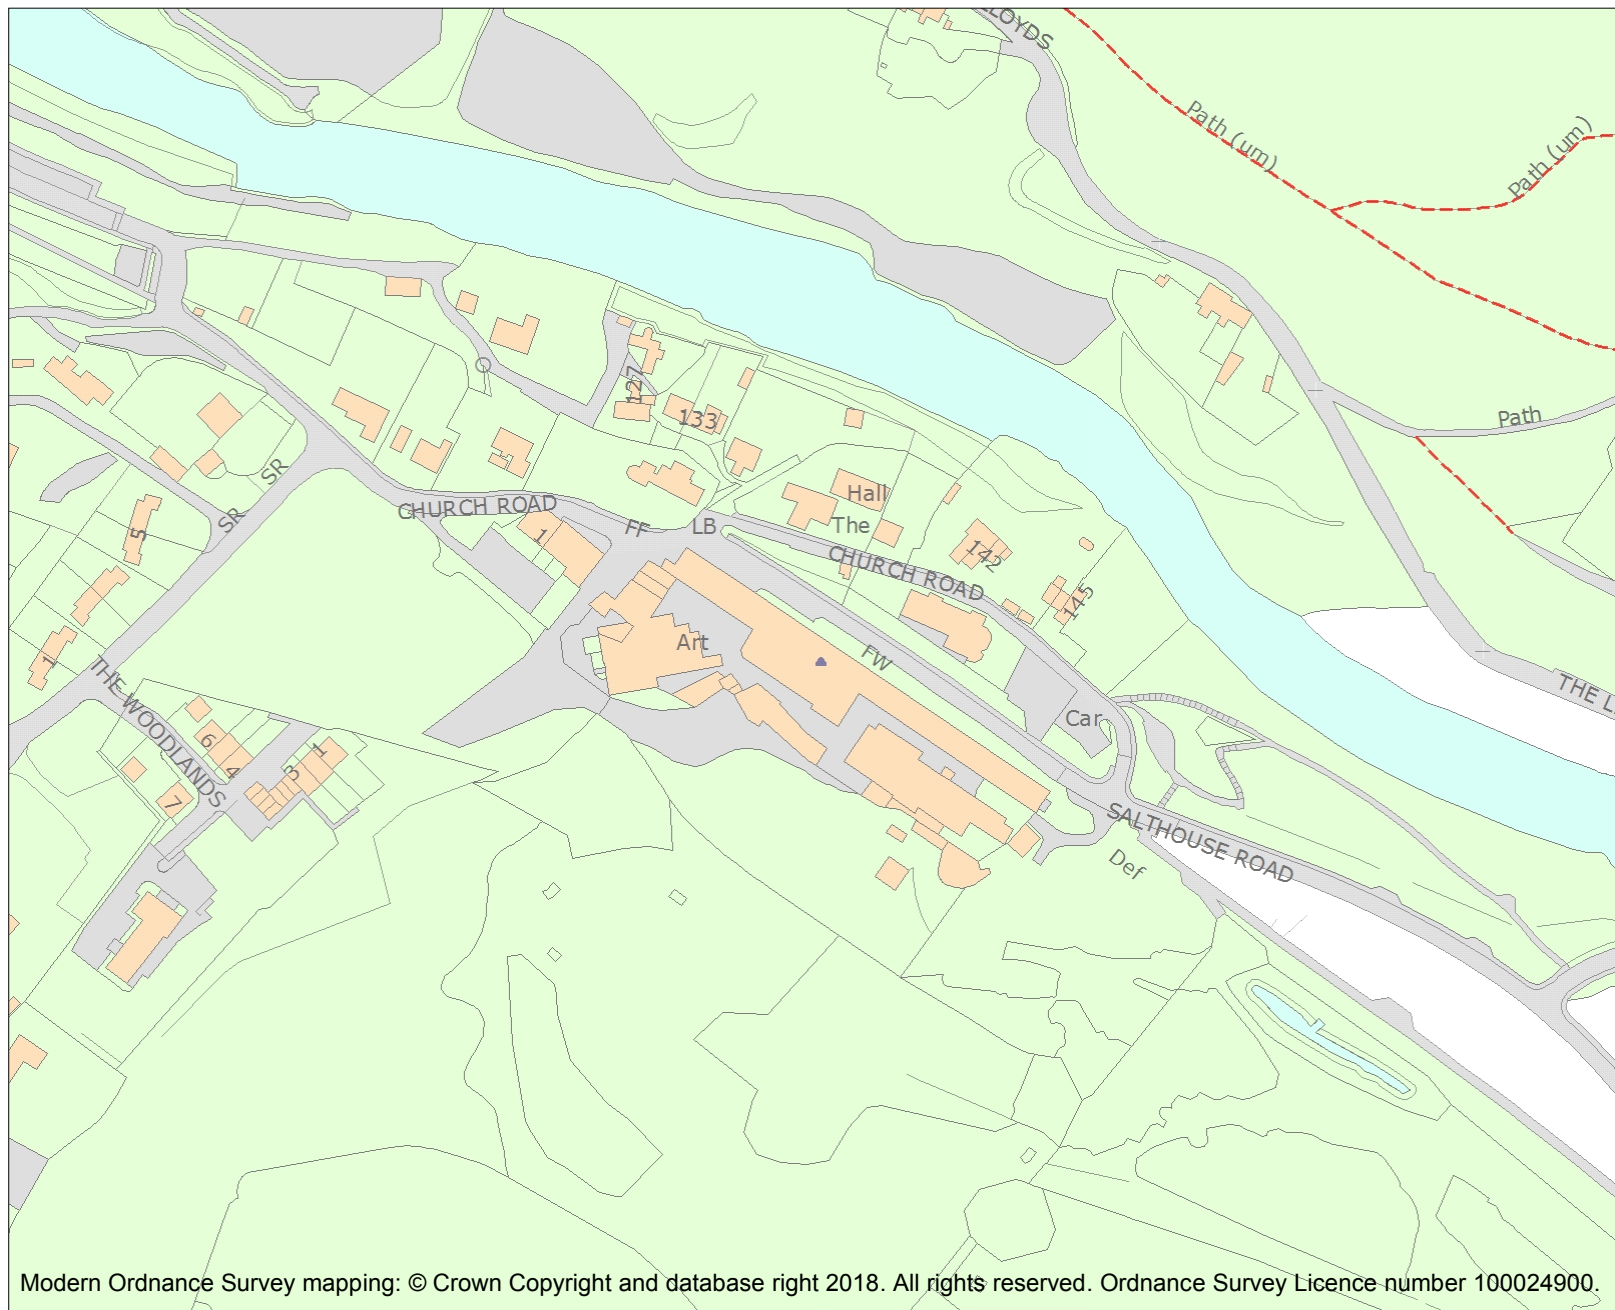 LLOYDS
Path (um)
Path (um)
127
133
Path
SR
SR
CHURCH ROAD
1
FF
LB
Hall
The
CHURCH ROAD
142
145
5
1
Art
FW
THE WOODLANDS
6
4
7
3
1
Car
THE L
SALTHOUSE ROAD
Def
Modern Ordnance Survey mapping: © Crown Copyright and database right 2018. All rights reserved. Ordnance Survey Licence number 100024900.